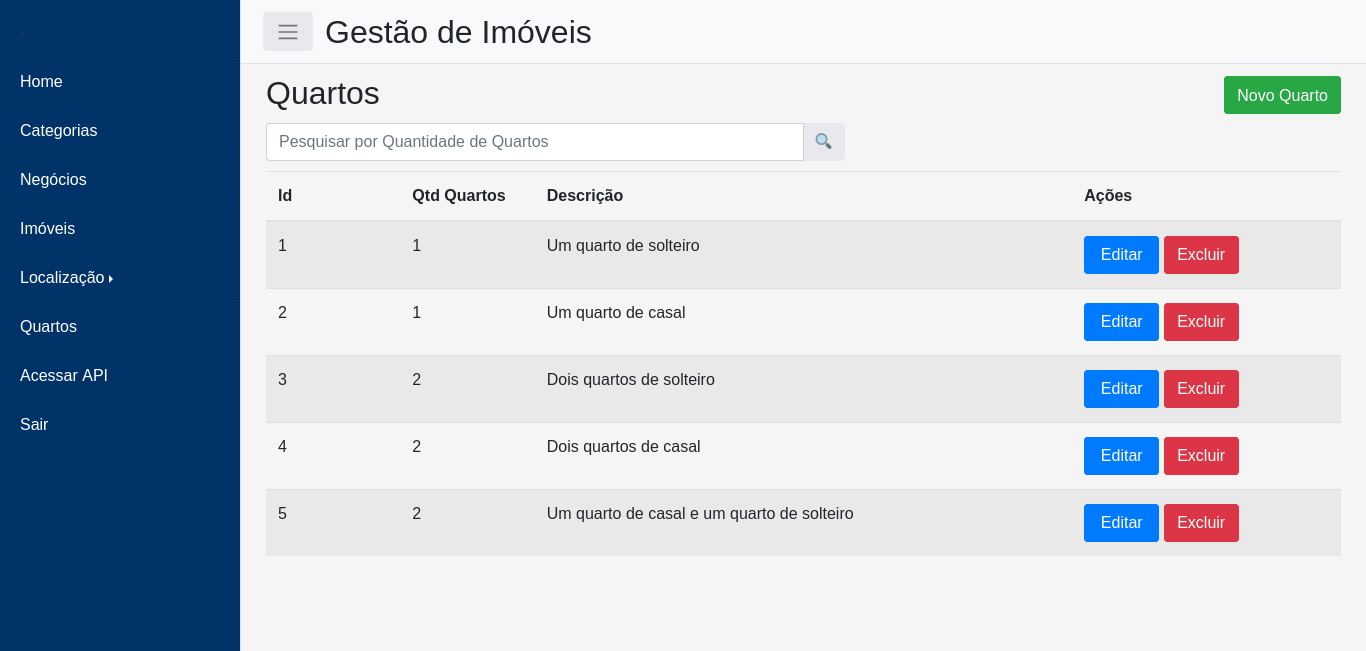 Home
Categorias
Negócios
Imóveis
Localização
Quartos
Acessar API
Sair
Gestão de Imóveis
Quartos
Novo Quarto
Pesquisar por Quantidade de Quartos
Id Qtd Quartos Descrição Ações
1 1 Um quarto de solteiro Editar Excluir
2 1 Um quarto de casal Editar Excluir
3 2 Dois quartos de solteiro Editar Excluir
4 2 Dois quartos de casal Editar Excluir
5 2 Um quarto de casal e um quarto de solteiro Editar Excluir